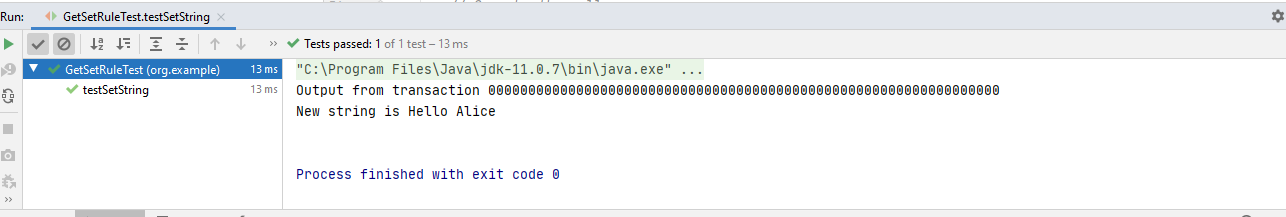 Run: GetSetRuleTest.testSetString
Tests passed: 1 of 1 test – 13 ms
GetSetRuleTest (org.example) 13 ms
testSetString 13 ms
"C:\Program Files\Java\jdk-11.0.7\bin\java.exe" ...
Output from transaction 0000000000000000000000000000000000000000000000000000000000000000
New string is Hello Alice
Process finished with exit code 0